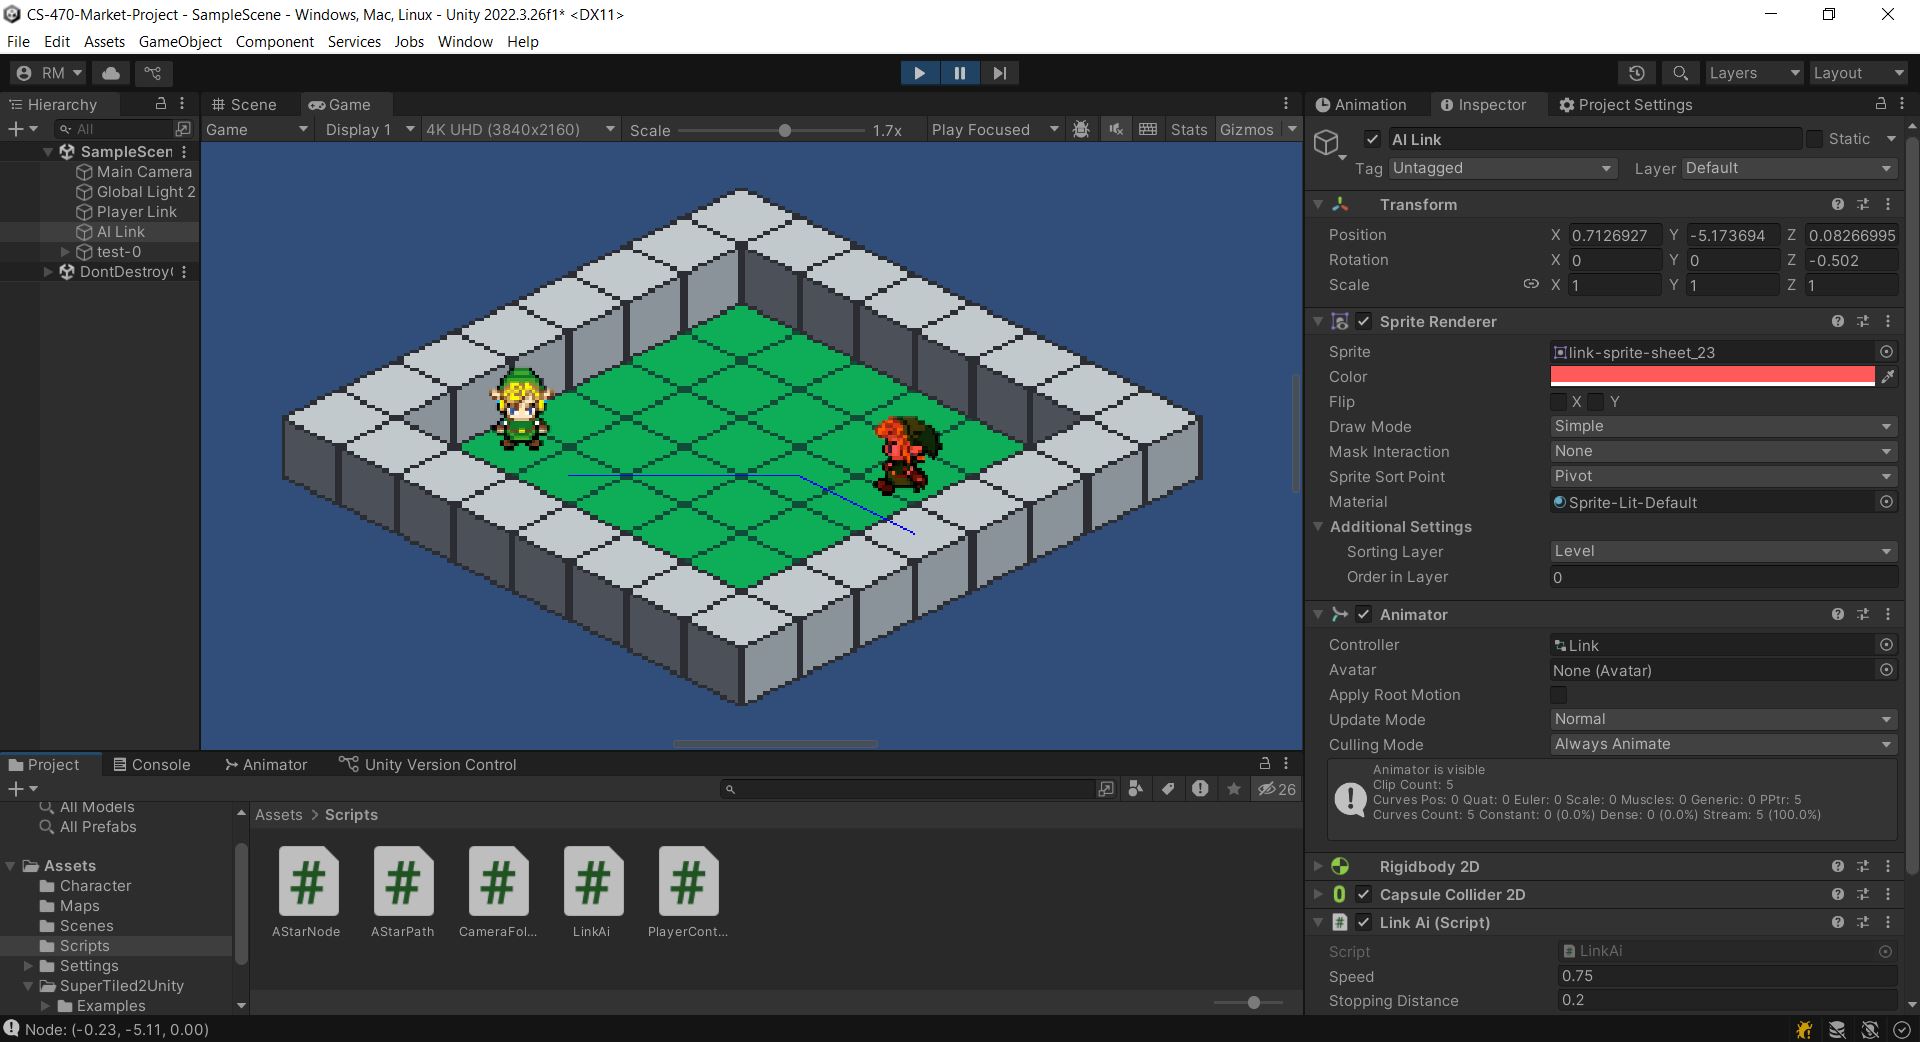 CS-470-Market-Project - SampleScene - Windows, Mac, Linux - Unity 2022.3.26f1* <DX11>
File Edit Assets GameObject Component Services Jobs Window Help
RM
Layers Layout
Hierarchy
All
SampleScen
Main Camera
Global Light 2
Player Link
AI Link
test-0
DontDestroy(
Scene Game
Game Display 1 4K UHD (3840x2160) Scale 1.7x Play Focused Stats Gizmos
Animation Inspector Project Settings
AI Link Static
Tag Untagged Layer Default
Transform
Position X 0.7126927 Y -5.173694 Z 0.08266995
Rotation X 0 Y 0 Z -0.502
Scale X 1 Y 1 Z 1
Sprite Renderer
Sprite link-sprite-sheet_23
Color
Flip X Y
Draw Mode Simple
Mask Interaction None
Sprite Sort Point Pivot
Material Sprite-Lit-Default
Additional Settings
Sorting Layer Level
Order in Layer 0
Animator
Controller Link
Avatar None (Avatar)
Apply Root Motion
Update Mode Normal
Culling Mode Always Animate
Animator is visible
Clip Count: 5
Curves Pos: 0 Quat: 0 Euler: 0 Scale: 0 Muscles: 0 Generic: 0 PPtr: 5
Curves Count: 5 Constant: 0 (0.0%) Dense: 0 (0.0%) Stream: 5 (100.0%)
Rigidbody 2D
Capsule Collider 2D
Link Ai (Script)
Script LinkAi
Speed 0.75
Stopping Distance 0.2
Project Console Animator Unity Version Control
26
All Models
All Prefabs
Assets
Character
Maps
Scenes
Scripts
Settings
SuperTiled2Unity
Examples
Assets > Scripts
AStarNode AStarPath CameraFol... LinkAi PlayerCont...
Node: (-0.23, -5.11, 0.00)